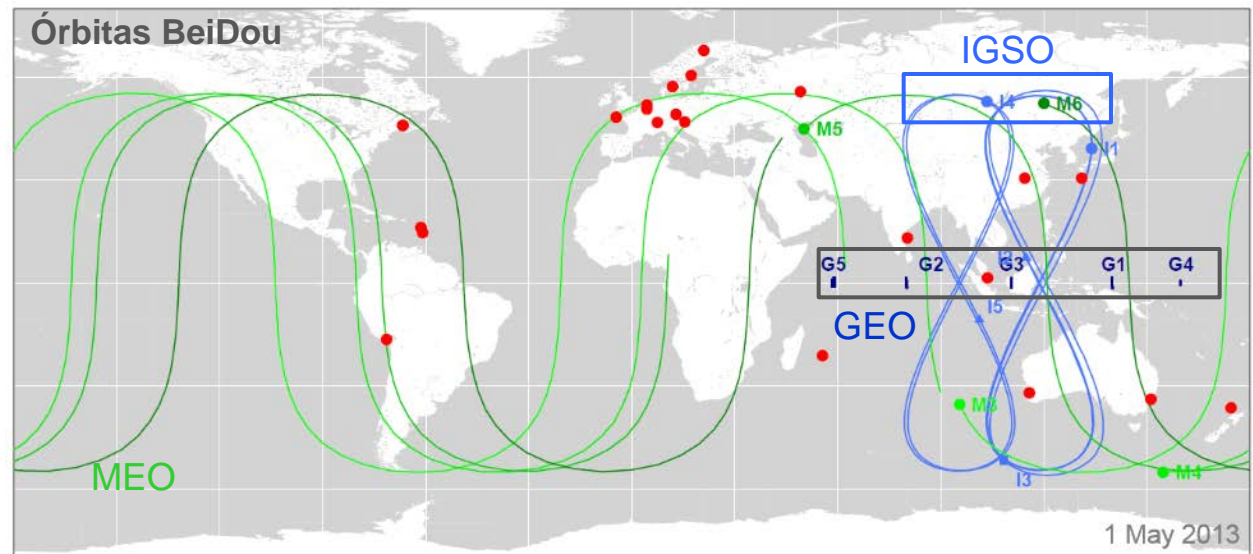 Órbitas BeiDou
IGSO
I4
M6
M5
I1
G5
G2
G3
G1
G4
I5
GEO
M3
I3
M4
MEO
1 May 2013